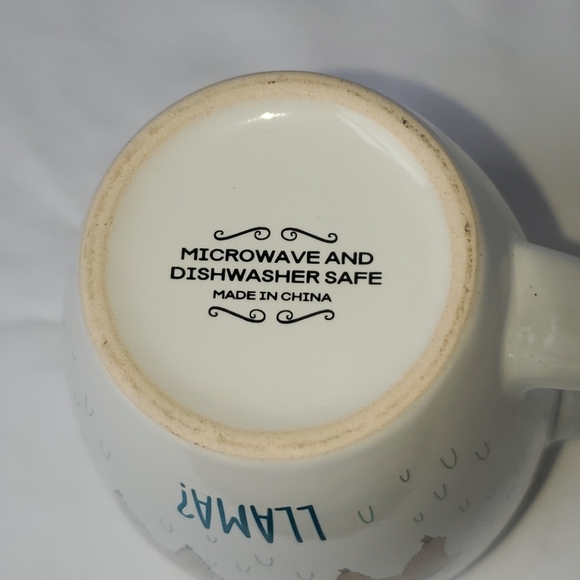 MICROWAVE AND
DISHWASHER SAFE
MADE IN CHINA
LLAMA?